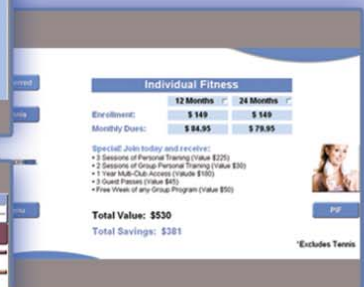 Individual Fitness
12 Months 24 Months
Enrollment: $ 149 $ 149
Monthly Dues: $ 84.95 $ 79.95
Special! Join today and receive:
• 3 Sessions of Personal Training (Value $225)
• 2 Sessions of Group Personal Training (Value $30)
• 1 Year Multi-Club Access (Valude $180)
• 3 Guest Passes (Value $45)
• Free Week of any Group Program (Value $50)
Total Value: $530
Total Savings: $381
PIF
*Excludes Tennis